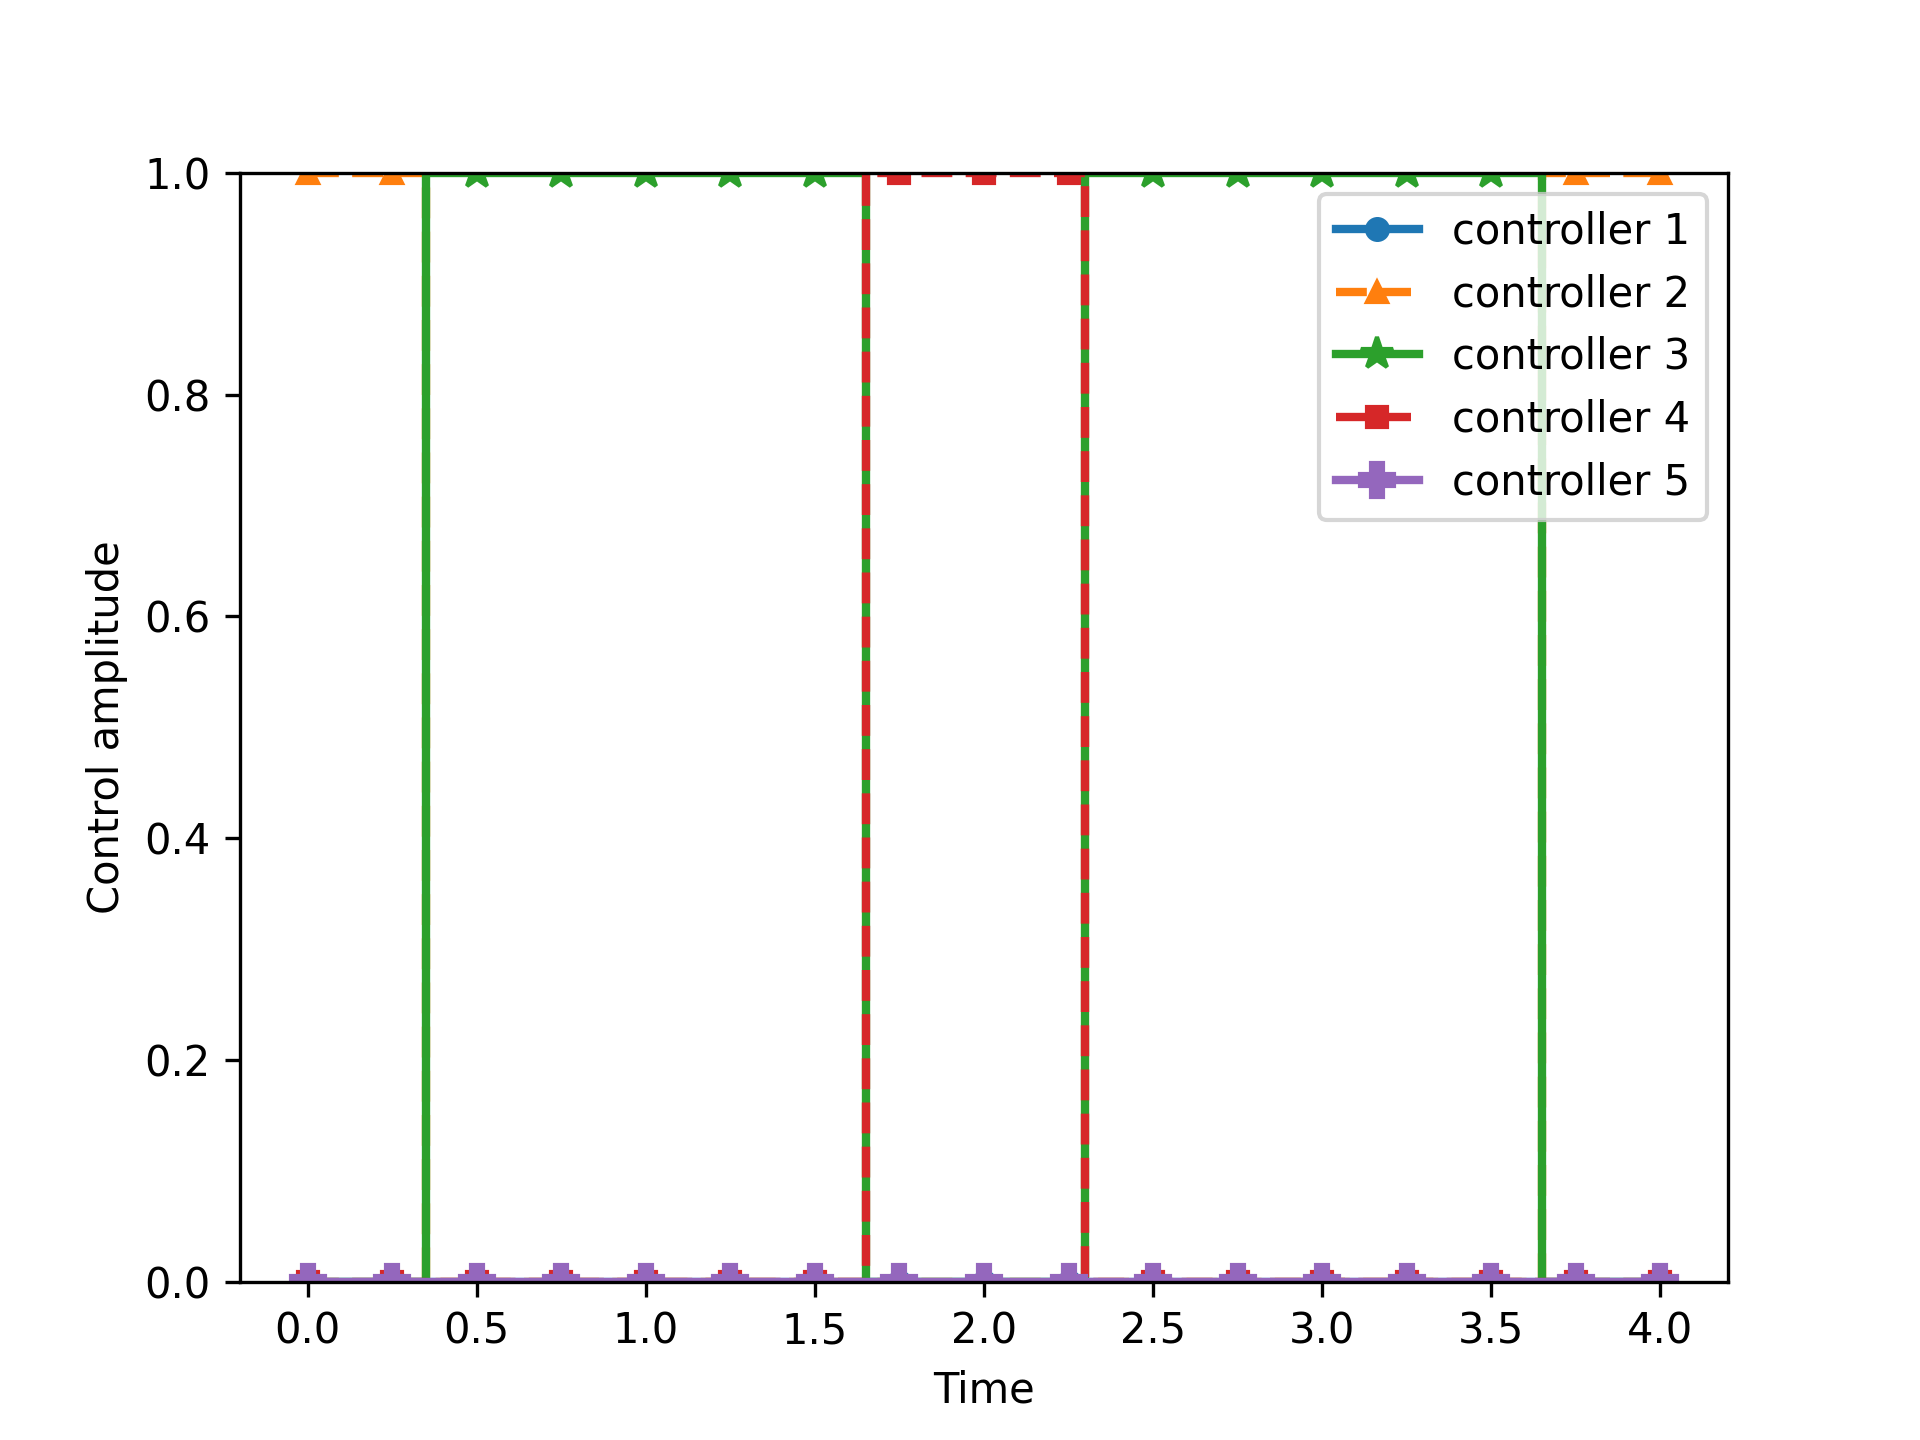 1.0
0.8
0.6
0.4
0.2
0.0
Control amplitude
controller 1
controller 2
controller 3
controller 4
controller 5
0.0 0.5 1.0 1.5 2.0 2.5 3.0 3.5 4.0
Time